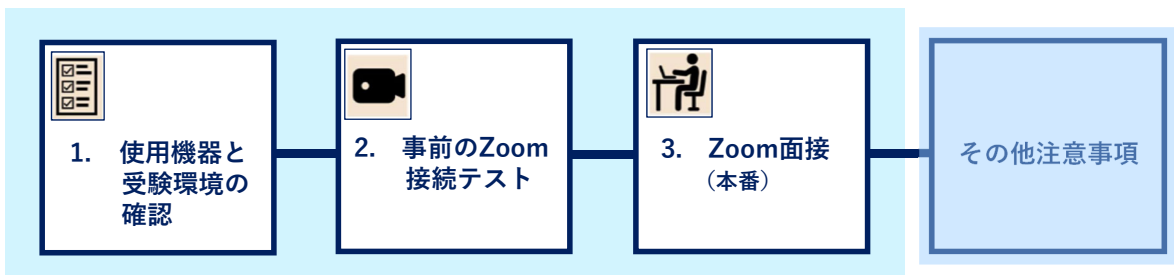 1. 使用機器と
受験環境の
確認
2. 事前のZoom
接続テスト
3. Zoom面接
（本番）
その他注意事項